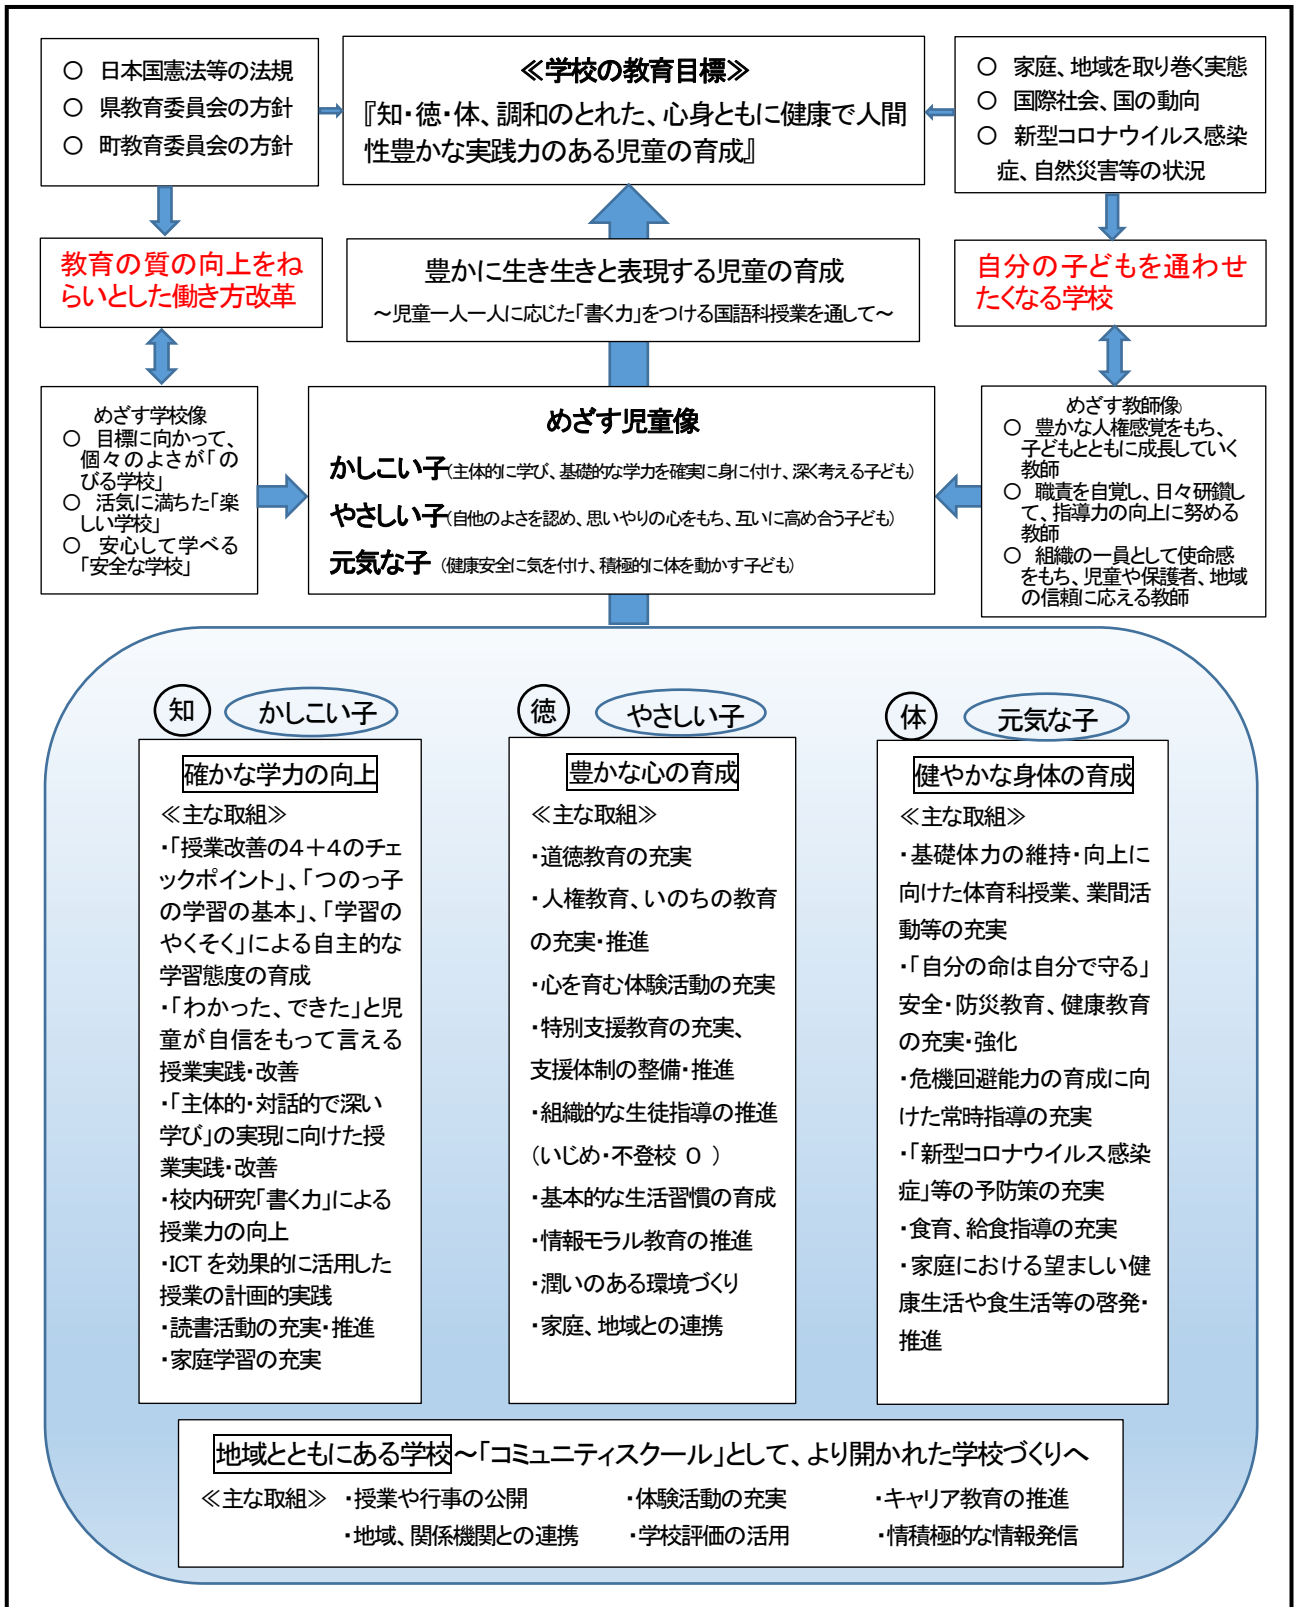 ○ 日本国憲法等の法規
○ 県教育委員会の方針
○ 町教育委員会の方針
≪学校の教育目標≫
『知・徳・体、調和のとれた、心身ともに健康で人間
性豊かな実践力のある児童の育成』
○ 家庭、地域を取り巻く実態
○ 国際社会、国の動向
○ 新型コロナウイルス感染
症、自然災害等の状況
教育の質の向上をね
らいとした働き方改革
豊かに生き生きと表現する児童の育成
～児童一人一人に応じた「書く力」をつける国語科授業を通して～
自分の子どもを通わせ
たくなる学校
めざす学校像
○ 目標に向かって、
個々のよさが「の
びる学校」
○ 活気に満ちた「楽
しい学校」
○ 安心して学べる
「安全な学校」
めざす児童像
かしこい子(主体的に学び、基礎的な学力を確実に身に付け、深く考える子ども)
やさしい子(自他のよさを認め、思いやりの心をもち、互いに高め合う子ども)
元気な子 (健康安全に気を付け、積極的に体を動かす子ども)
めざす教師像)
○ 豊かな人権感覚をもち、
子どもとともに成長していく
教師
○ 職責を自覚し、日々研鑽し
て、指導力の向上に努める
教師
○ 組織の一員として使命感
をもち、児童や保護者、地域
の信頼に応える教師
知 かしこい子
確かな学力の向上
≪主な取組≫
・「授業改善の4+4のチェ
ックポイント」、「つのっ子
の学習の基本」、「学習の
やくそく」による自主的な
学習態度の育成
・「わかった、できた」と児
童が自信をもって言える
授業実践・改善
・「主体的・対話的で深い
学び」の実現に向けた授
業実践・改善
・校内研究「書く力」による
授業力の向上
・ICT を効果的に活用した
授業の計画的実践
・読書活動の充実・推進
・家庭学習の充実
徳 やさしい子
豊かな心の育成
≪主な取組≫
・道徳教育の充実
・人権教育、いのちの教育
の充実・推進
・心を育む体験活動の充実
・特別支援教育の充実、
支援体制の整備・推進
・組織的な生徒指導の推進
(いじめ・不登校 0 )
・基本的な生活習慣の育成
・情報モラル教育の推進
・潤いのある環境づくり
・家庭、地域との連携
体 元気な子
健やかな身体の育成
≪主な取組≫
・基礎体力の維持・向上に
向けた体育科授業、業間活
動等の充実
・「自分の命は自分で守る」
安全・防災教育、健康教育
の充実・強化
・危機回避能力の育成に向
けた常時指導の充実
・「新型コロナウイルス感染
症」等の予防策の充実
・食育、給食指導の充実
・家庭における望ましい健
康生活や食生活等の啓発・
推進
地域とともにある学校～「コミュニティスクール」として、より開かれた学校づくりへ
≪主な取組≫ ・授業や行事の公開 ・体験活動の充実 ・キャリア教育の推進
・地域、関係機関との連携 ・学校評価の活用 ・情積極的な情報発信